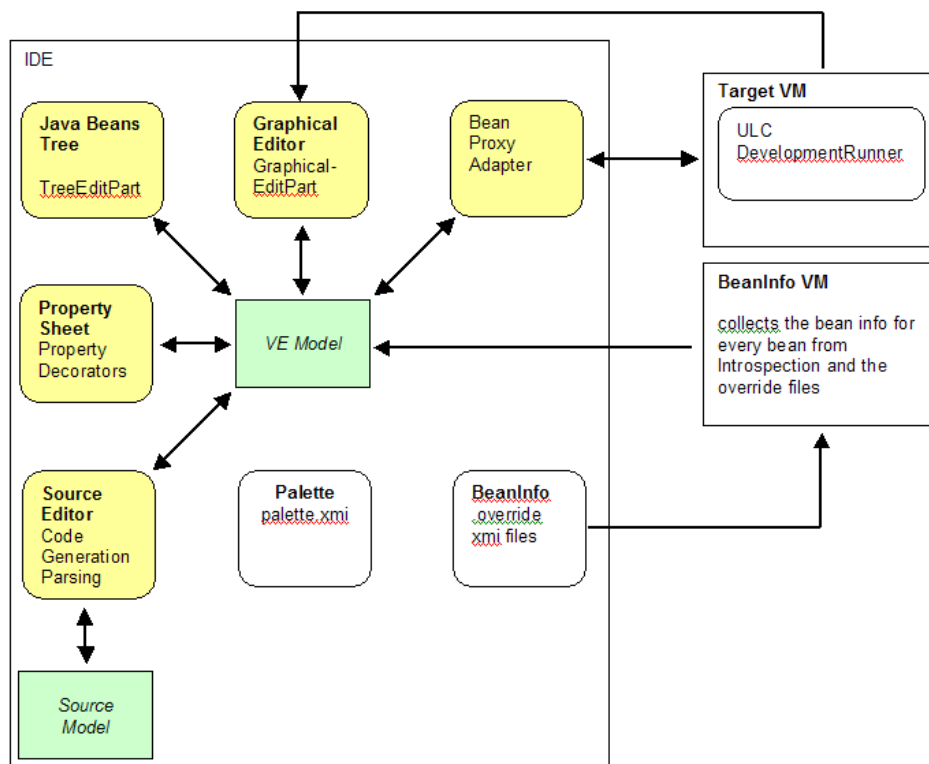 IDE
Java Beans
Tree
TreeEditPart
Graphical
Editor
Graphical-
EditPart
Bean
Proxy
Adapter
Target VM
ULC
DevelopmentRunner
Property
Sheet
Property
Decorators
VE Model
BeanInfo VM
collects the bean info for
every bean from
Introspection and the
override files
Source
Editor
Code
Generation
Parsing
Palette
palette.xmi
BeanInfo
.override
xmi files
Source
Model